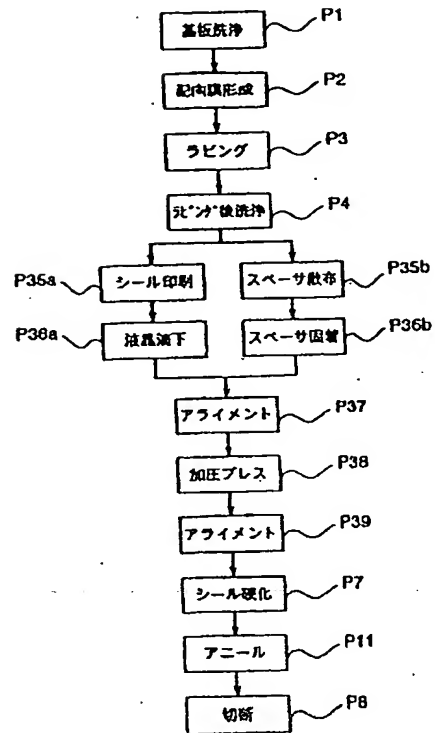 基板洗浄 P1
配向膜形成 P2
ラビング P3
ラビング後洗浄 P4
P35a シール印刷 スペーサ散布 P35b
P36a 液晶滴下 スペーサ固着 P36b
アライメント P37
加圧プレス P38
アライメント P39
シール硬化 P7
アニール P11
切断 P8